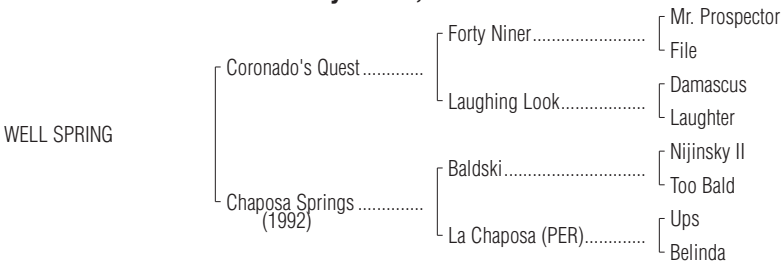 Mr. Prospector
Forty Niner
File
Coronado's Quest
Damascus
Laughing Look
Laughter
WELL SPRING
Nijinsky II
Baldski
Too Bald
Chaposa Springs
(1992)
Ups
La Chaposa (PER)
Belinda